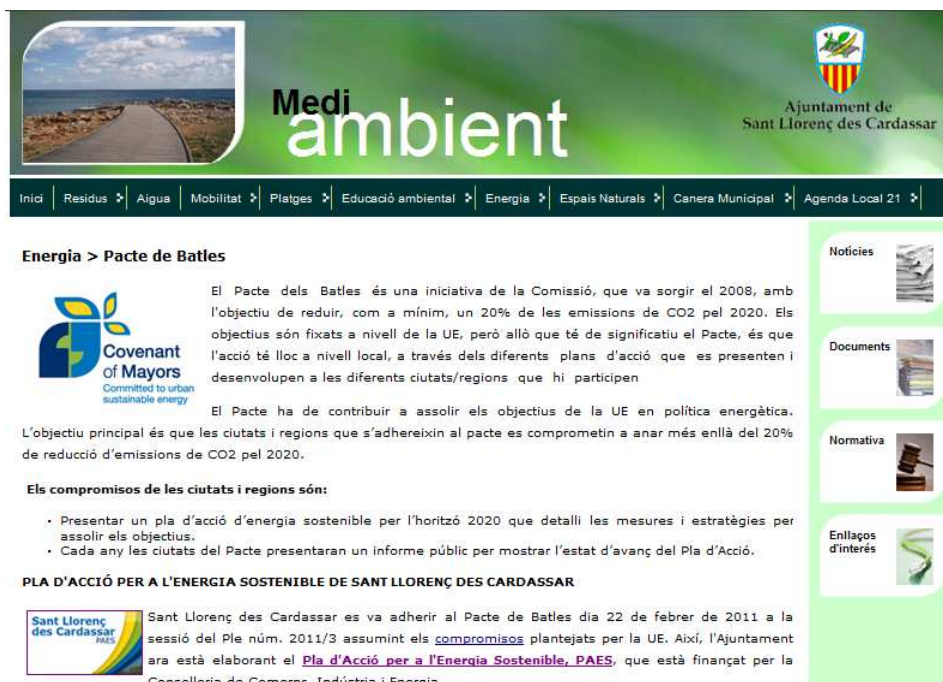 Medi
ambient
Ajuntament de
Sant Llorenç des Cardassar
Inici Residus Aigua Mobilitat Platges Educació ambiental Energia Espais Naturals Canera Municipal Agenda Local 21
Energia > Pacte de Batles
Covenant
of Mayors
Committed to urban
sustainable energy
El Pacte dels Batles és una iniciativa de la Comissió, que va sorgir el 2008, amb
l'objectiu de reduir, com a mínim, un 20% de les emissions de CO2 pel 2020. Els
objectius són fixats a nivell de la UE, però allò que té de significatiu el Pacte, és que
l'acció té lloc a nivell local, a través dels diferents plans d'acció que es presenten i
desenvolupen a les diferents ciutats/regions que hi participen
El Pacte ha de contribuir a assolir els objectius de la UE en política energètica.
L'objectiu principal és que les ciutats i regions que s'adhereixin al pacte es comprometin a anar més enllà del 20%
de reducció d'emissions de CO2 pel 2020.
Els compromisos de les ciutats i regions són:
• Presentar un pla d'acció d'energia sostenible per l'horitzó 2020 que detalli les mesures i estratègies per
assolir els objectius.
• Cada any les ciutats del Pacte presentaran un informe públic per mostrar l'estat d'avanç del Pla d'Acció.
PLA D'ACCIÓ PER A L'ENERGIA SOSTENIBLE DE SANT LLORENÇ DES CARDASSAR
Sant Llorenç
des Cardassar
PAES
Sant Llorenç des Cardassar es va adherir al Pacte de Batles dia 22 de febrer de 2011 a la
sessió del Ple núm. 2011/3 assumint els compromisos plantejats per la UE. Així, l'Ajuntament
ara està elaborant el Pla d'Acció per a l'Energia Sostenible, PAES, que està finançat per la
Conselleria de Comerç, Indústria i Energia
Notícies
Documents
Normativa
Enllaços
d'interés